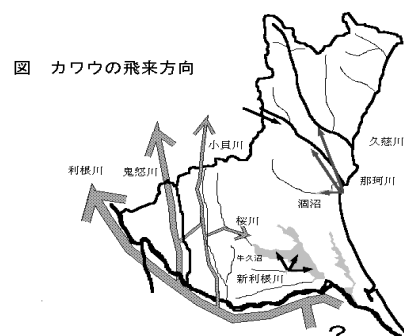 図 カワウの飛来方向
久慈川
小貝川
利根川
鬼怒川
那珂川
涸沼
桜川
牛久沼
新利根川
?